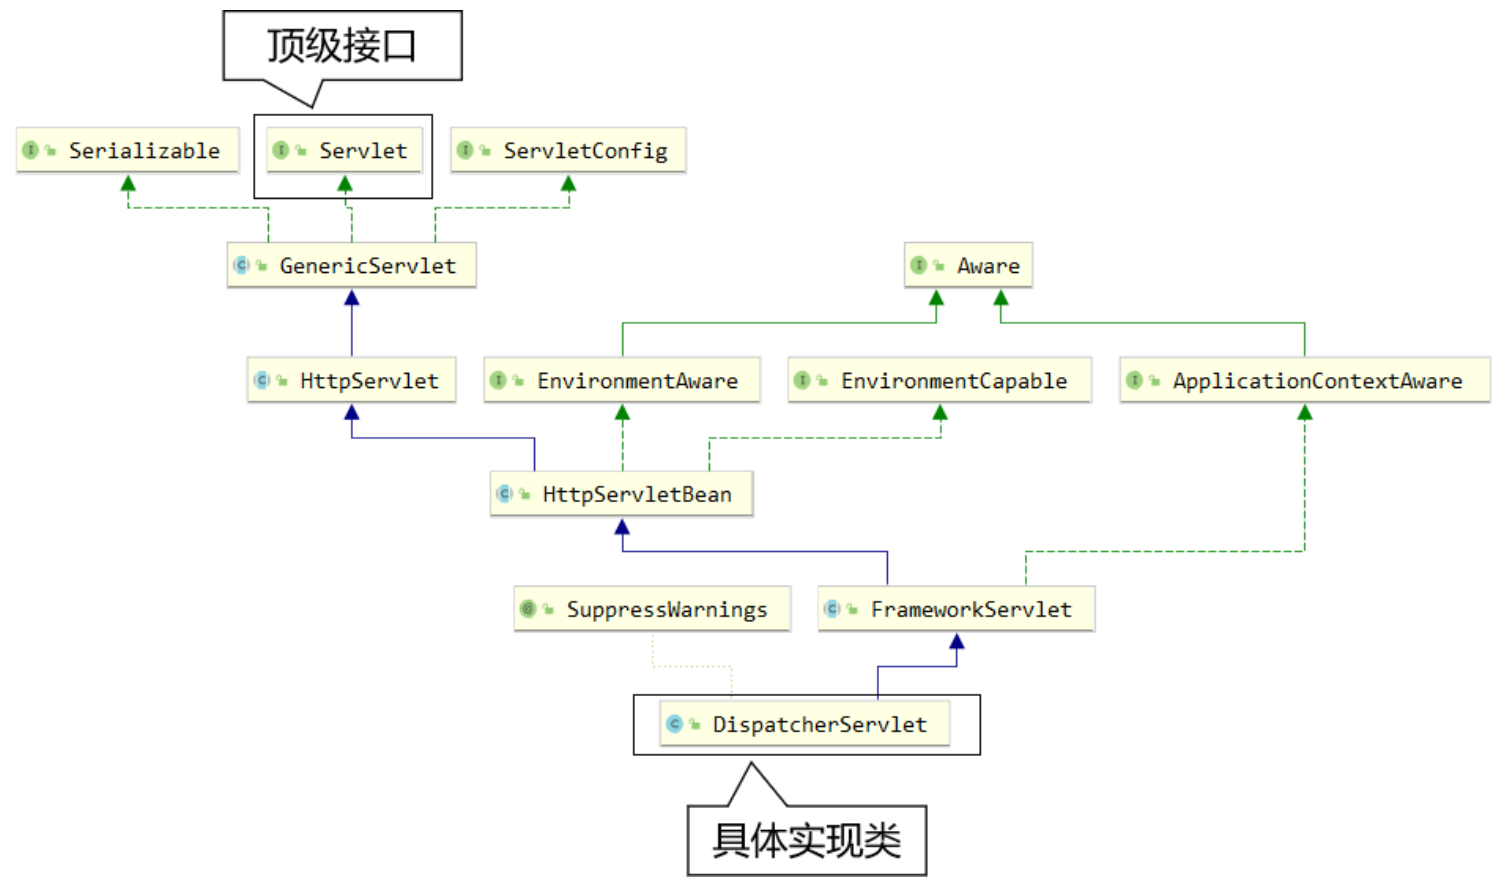 顶级接口
Serializable
Servlet
ServletConfig
GenericServlet
Aware
HttpServlet
EnvironmentAware
EnvironmentCapable
ApplicationContextAware
HttpServletBean
SuppressWarnings
FrameworkServlet
DispatcherServlet
具体实现类